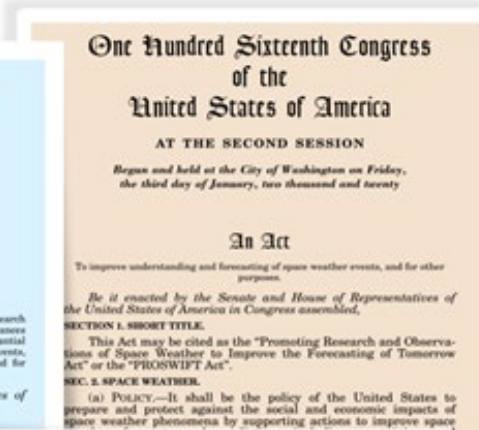 One Hundred Sixteenth Congress
of the
United States of America
AT THE SECOND SESSION
Begun and held at the City of Washington on Friday,
the third day of January, two thousand and twenty
An Act
To improve understanding and forecasting of space weather events, and for other
purposes.
Be it enacted by the Senate and House of Representatives of
the United States of America in Congress assembled,
SECTION 1. SHORT TITLE.
This Act may be cited as the “Promoting Research and Observa-
tions of Space Weather to Improve the Forecasting of Tomorrow
Act” or the “PROSWIFT Act”.
SEC. 2. SPACE WEATHER.
(a) POLICY.—It shall be the policy of the United States to
prepare and protect against the social and economic impacts of
space weather phenomena by supporting actions to improve space